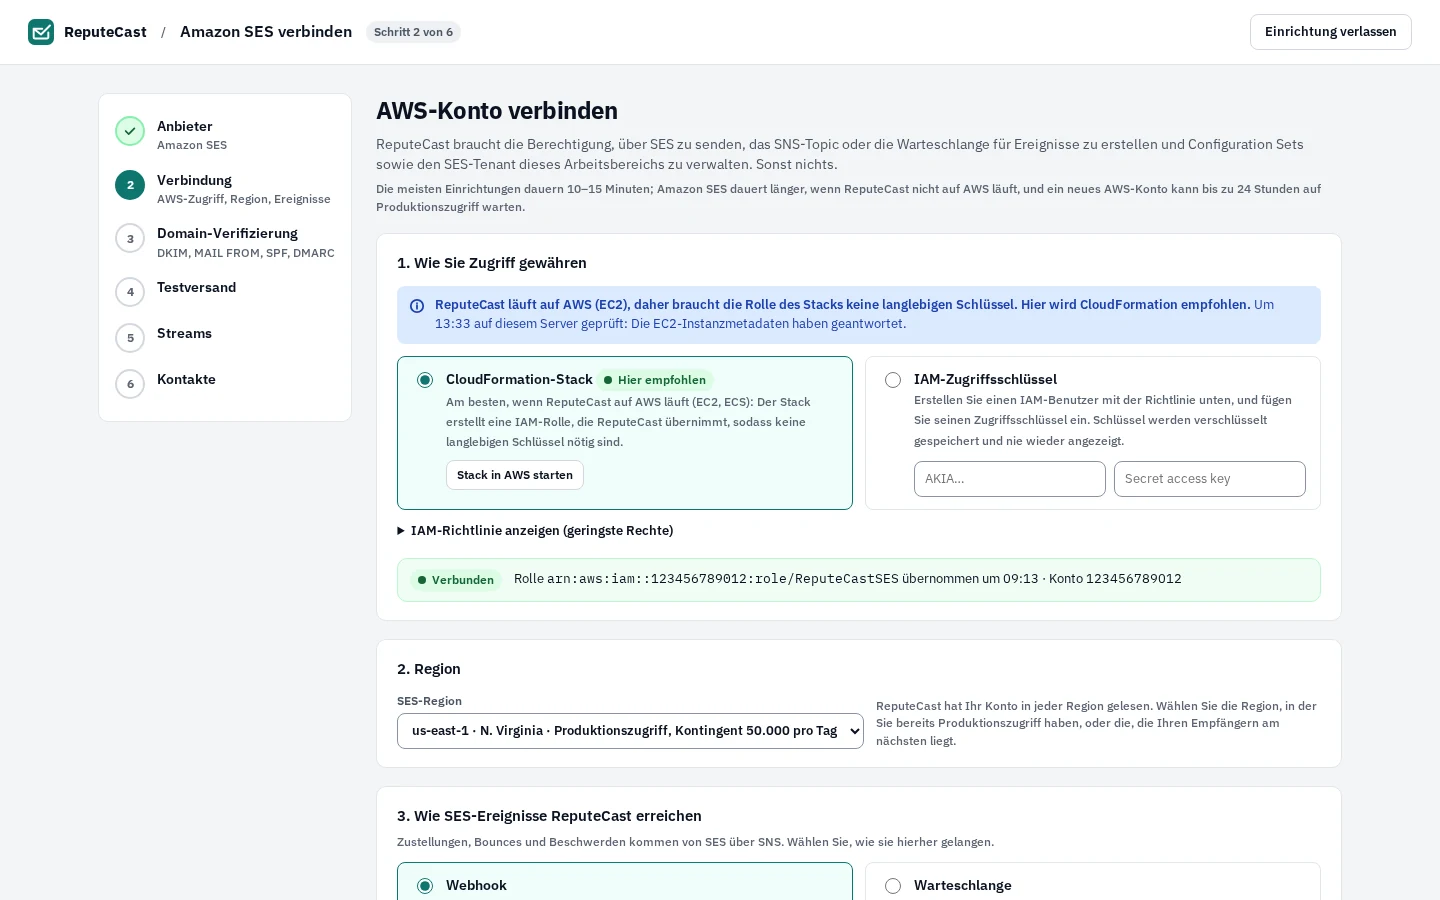 ReputeCast / Amazon SES verbinden Schritt 2 von 6
Einrichtung verlassen
Anbieter
Amazon SES
2 Verbindung
AWS-Zugriff, Region, Ereignisse
3 Domain-Verifizierung
DKIM, MAIL FROM, SPF, DMARC
4 Testversand
5 Streams
6 Kontakte
AWS-Konto verbinden
ReputeCast braucht die Berechtigung, über SES zu senden, das SNS-Topic oder die Warteschlange für Ereignisse zu erstellen und Configuration Sets
sowie den SES-Tenant dieses Arbeitsbereichs zu verwalten. Sonst nichts.
Die meisten Einrichtungen dauern 10–15 Minuten; Amazon SES dauert länger, wenn ReputeCast nicht auf AWS läuft, und ein neues AWS-Konto kann bis zu 24 Stunden auf
Produktionszugriff warten.
1. Wie Sie Zugriff gewähren
ReputeCast läuft auf AWS (EC2), daher braucht die Rolle des Stacks keine langlebigen Schlüssel. Hier wird CloudFormation empfohlen. Um
13:33 auf diesem Server geprüft: Die EC2-Instanzmetadaten haben geantwortet.
CloudFormation-Stack Hier empfohlen
Am besten, wenn ReputeCast auf AWS läuft (EC2, ECS): Der Stack
erstellt eine IAM-Rolle, die ReputeCast übernimmt, sodass keine
langlebigen Schlüssel nötig sind.
Stack in AWS starten
IAM-Zugriffsschlüssel
Erstellen Sie einen IAM-Benutzer mit der Richtlinie unten, und fügen
Sie seinen Zugriffsschlüssel ein. Schlüssel werden verschlüsselt
gespeichert und nie wieder angezeigt.
AKIA… Secret access key
IAM-Richtlinie anzeigen (geringste Rechte)
Verbunden Rolle arn:aws:iam::123456789012:role/ReputeCastSES übernommen um 09:13 · Konto 123456789012
2. Region
SES-Region
us-east-1 · N. Virginia · Produktionszugriff, Kontingent 50.000 pro Tag
ReputeCast hat Ihr Konto in jeder Region gelesen. Wählen Sie die Region, in der
Sie bereits Produktionszugriff haben, oder die, die Ihren Empfängern am
nächsten liegt.
3. Wie SES-Ereignisse ReputeCast erreichen
Zustellungen, Bounces und Beschwerden kommen von SES über SNS. Wählen Sie, wie sie hierher gelangen.
Webhook
Warteschlange